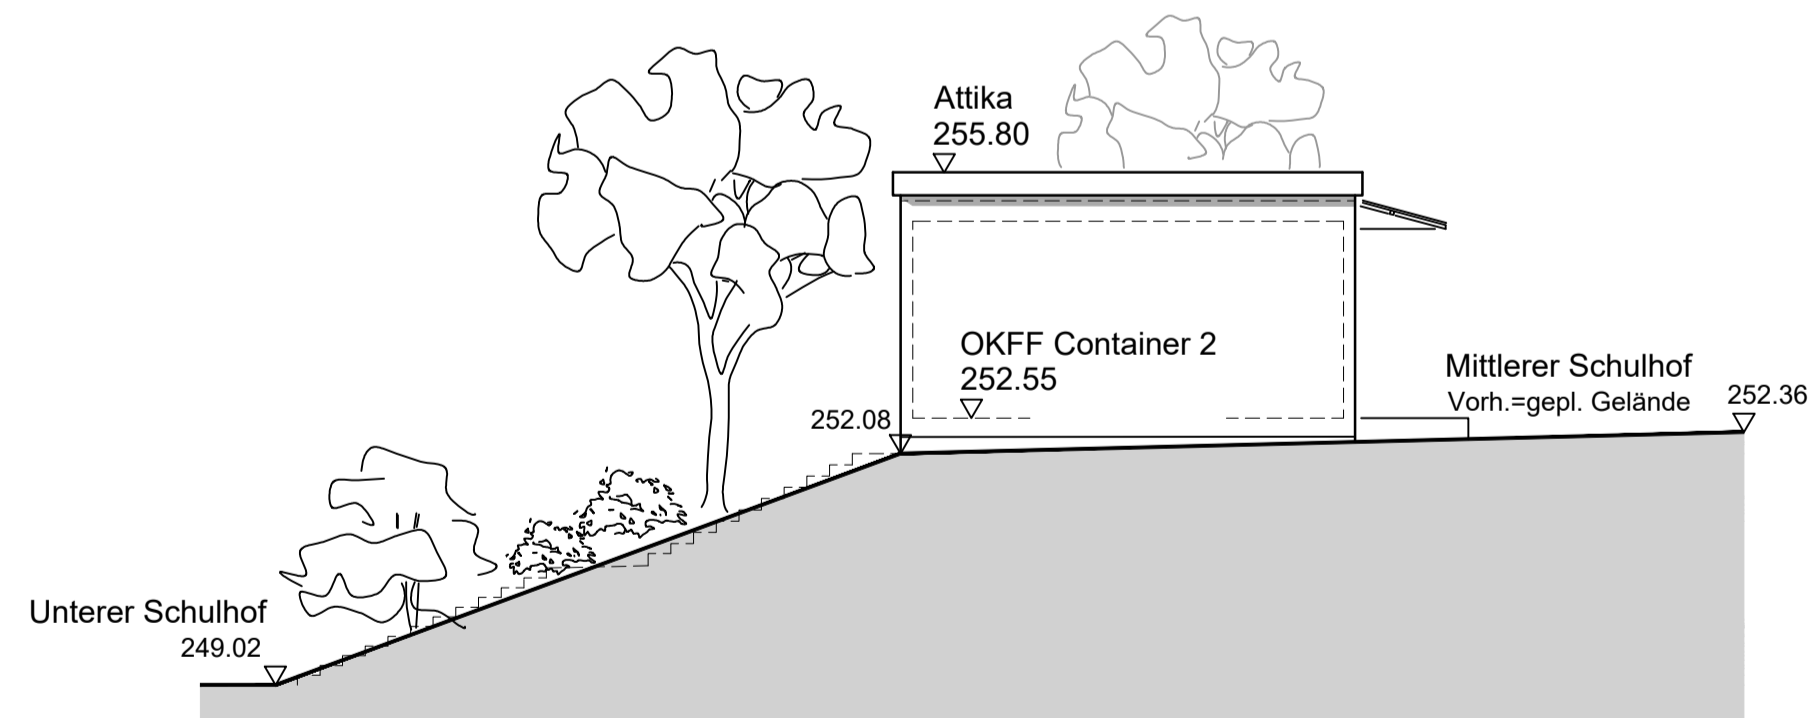 Attika
255.80
OKFF Container 2
252.55
Mittlerer Schulhof
Vorh.=gepl. Gelände
252.36
252.08
Unterer Schulhof
249.02